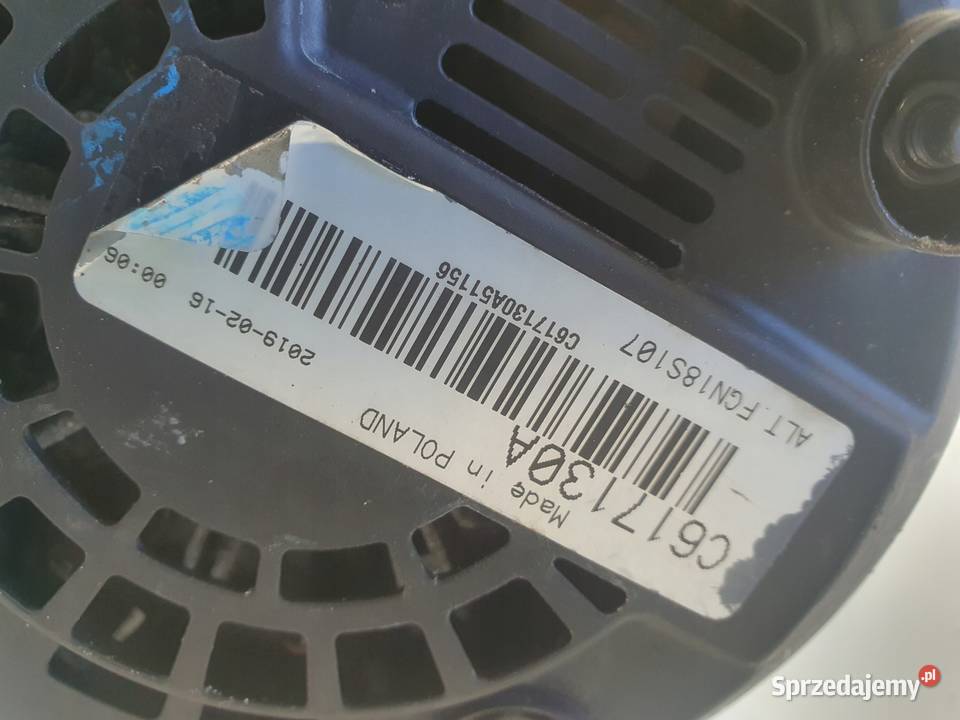 C617130A
Made in POLAND
2019-02-16 00:06
C617130A51156
ALT.FGN18S107
Sprzedajemy.pl